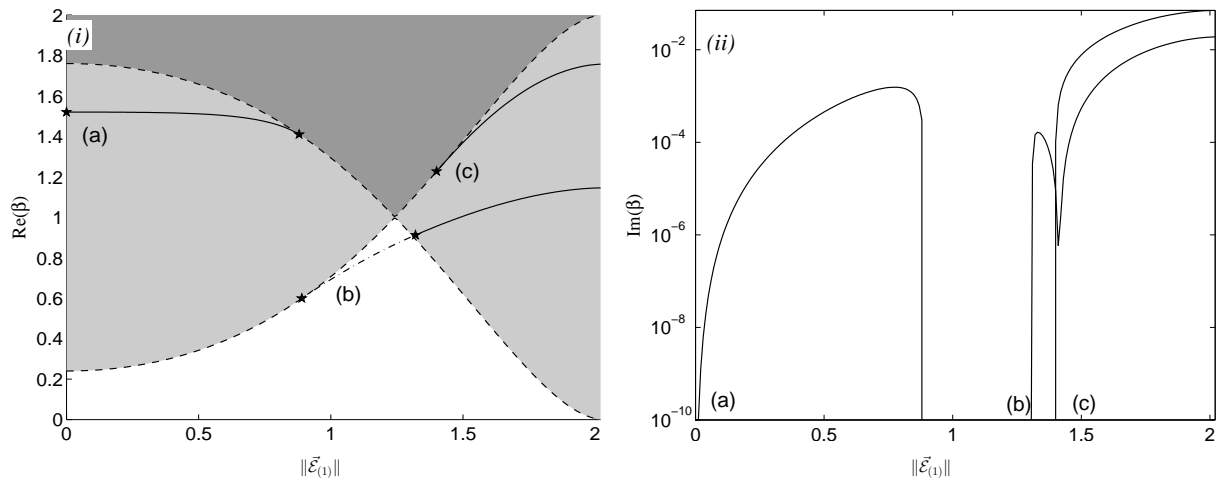 (i)
2
1.8
1.6
1.4
1.2
1
0.8
0.6
0.4
0.2
0
Re(β)
(a)
(b)
(c)
0
0.5
1
1.5
2
‖ℰ⃗₍₁₎‖
(ii)
10⁻²
10⁻⁴
10⁻⁶
10⁻⁸
10⁻¹⁰
Im(β)
(a)
(b)
(c)
0
0.5
1
1.5
2
‖ℰ⃗₍₁₎‖